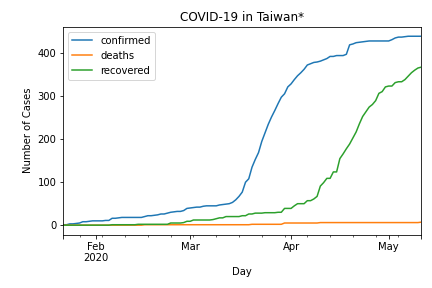 COVID-19 in Taiwan*
confirmed
deaths
recovered
Number of Cases
400
300
200
100
0
Feb
2020
Mar
Apr
May
Day